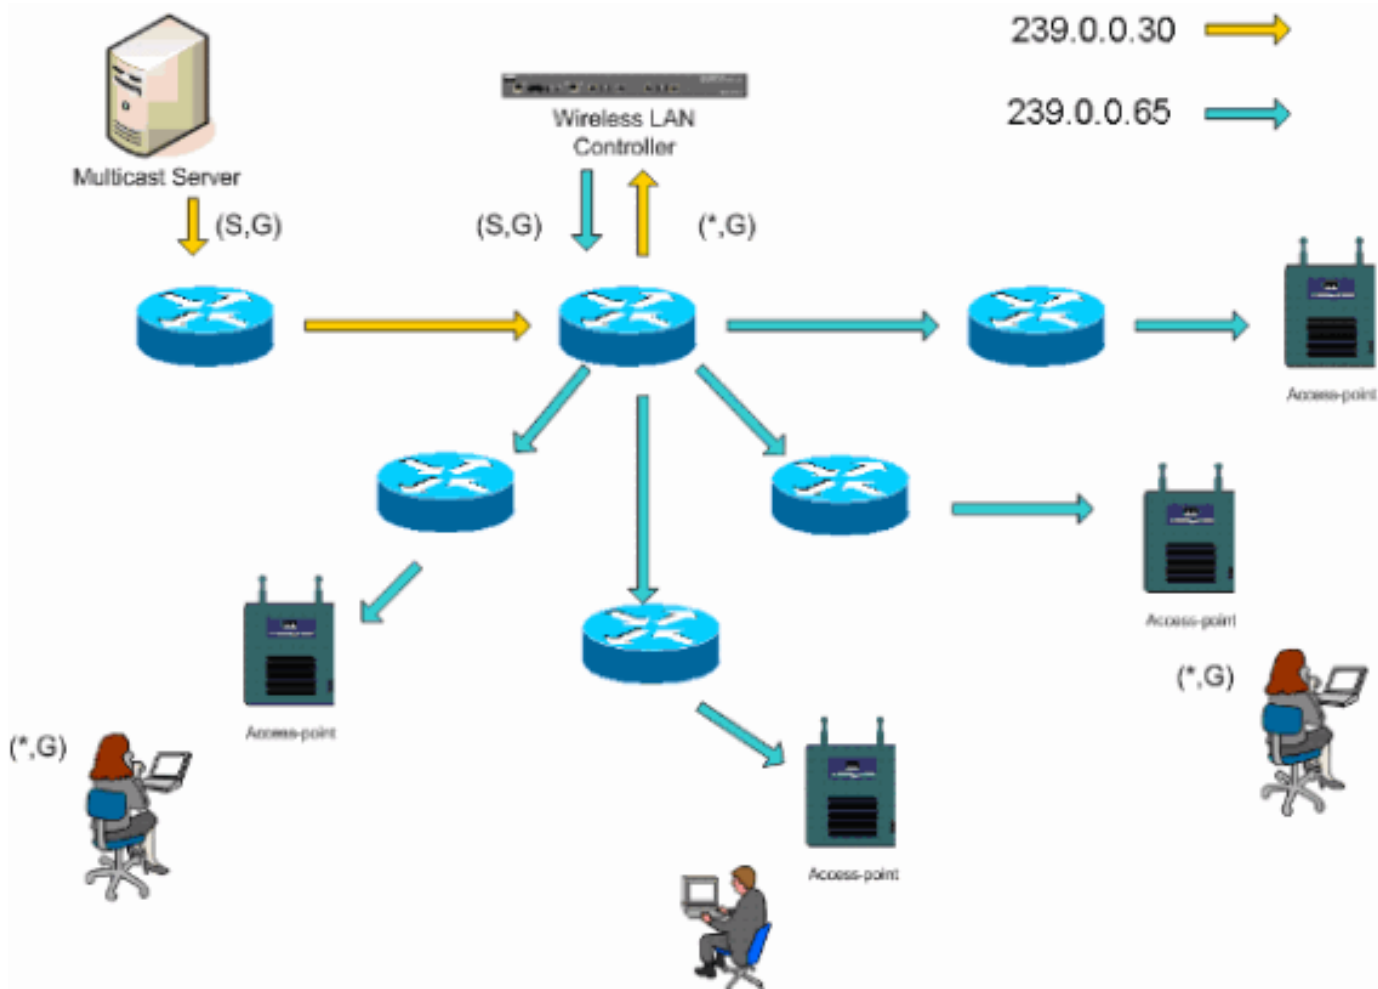 239.0.0.30
Wireless LAN
Controller
239.0.0.65
Multicast Server
(S,G)
(S,G)
(*,G)
Access-point
Access-point
(*,G)
Access-point
(*,G)
Access-point